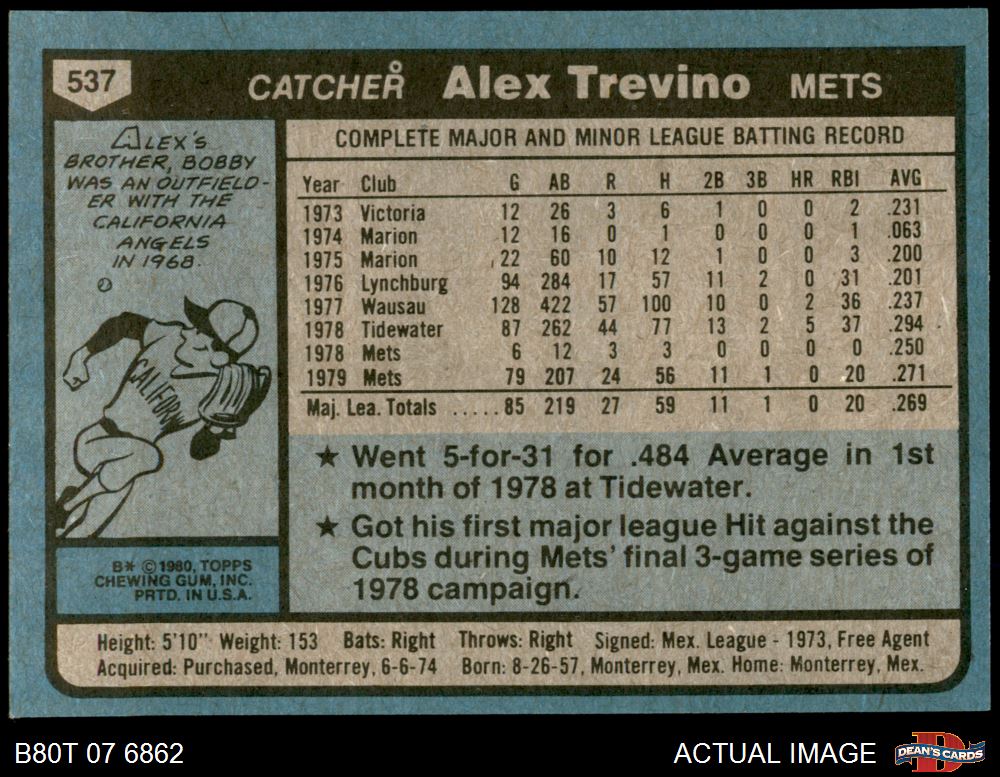 537
CATCHER Alex Trevino METS
ALEX'S
BROTHER, BOBBY
WAS AN OUTFIELD-
ER WITH THE
CALIFORNIA
ANGELS
IN 1968.
CALIFORN
B* ©1980, TOPPS
CHEWING GUM, INC.
PRTD. IN U.S.A.
COMPLETE MAJOR AND MINOR LEAGUE BATTING RECORD
Year Club G AB R H 2B 3B HR RBI AVG
1973 Victoria 12 26 3 6 1 0 0 2 .231
1974 Marion 12 16 0 1 0 0 0 1 .063
1975 Marion 22 60 10 12 1 0 0 3 .200
1976 Lynchburg 94 284 17 57 11 2 0 31 .201
1977 Wausau 128 422 57 100 10 0 2 36 .237
1978 Tidewater 87 262 44 77 13 2 5 37 .294
1978 Mets 6 12 3 3 0 0 0 0 .250
1979 Mets 79 207 24 56 11 1 0 20 .271
Maj. Lea. Totals .....85 219 27 59 11 1 0 20 .269
★ Went 5-for-31 for .484 Average in 1st
month of 1978 at Tidewater.
★ Got his first major league Hit against the
Cubs during Mets' final 3-game series of
1978 campaign.
Height: 5'10" Weight: 153 Bats: Right Throws: Right Signed: Mex. League - 1973, Free Agent
Acquired: Purchased, Monterrey, 6-6-74 Born: 8-26-57, Monterrey, Mex. Home: Monterrey, Mex.
B80T 07 6862
ACTUAL IMAGE
D
DEAN'S CARDS